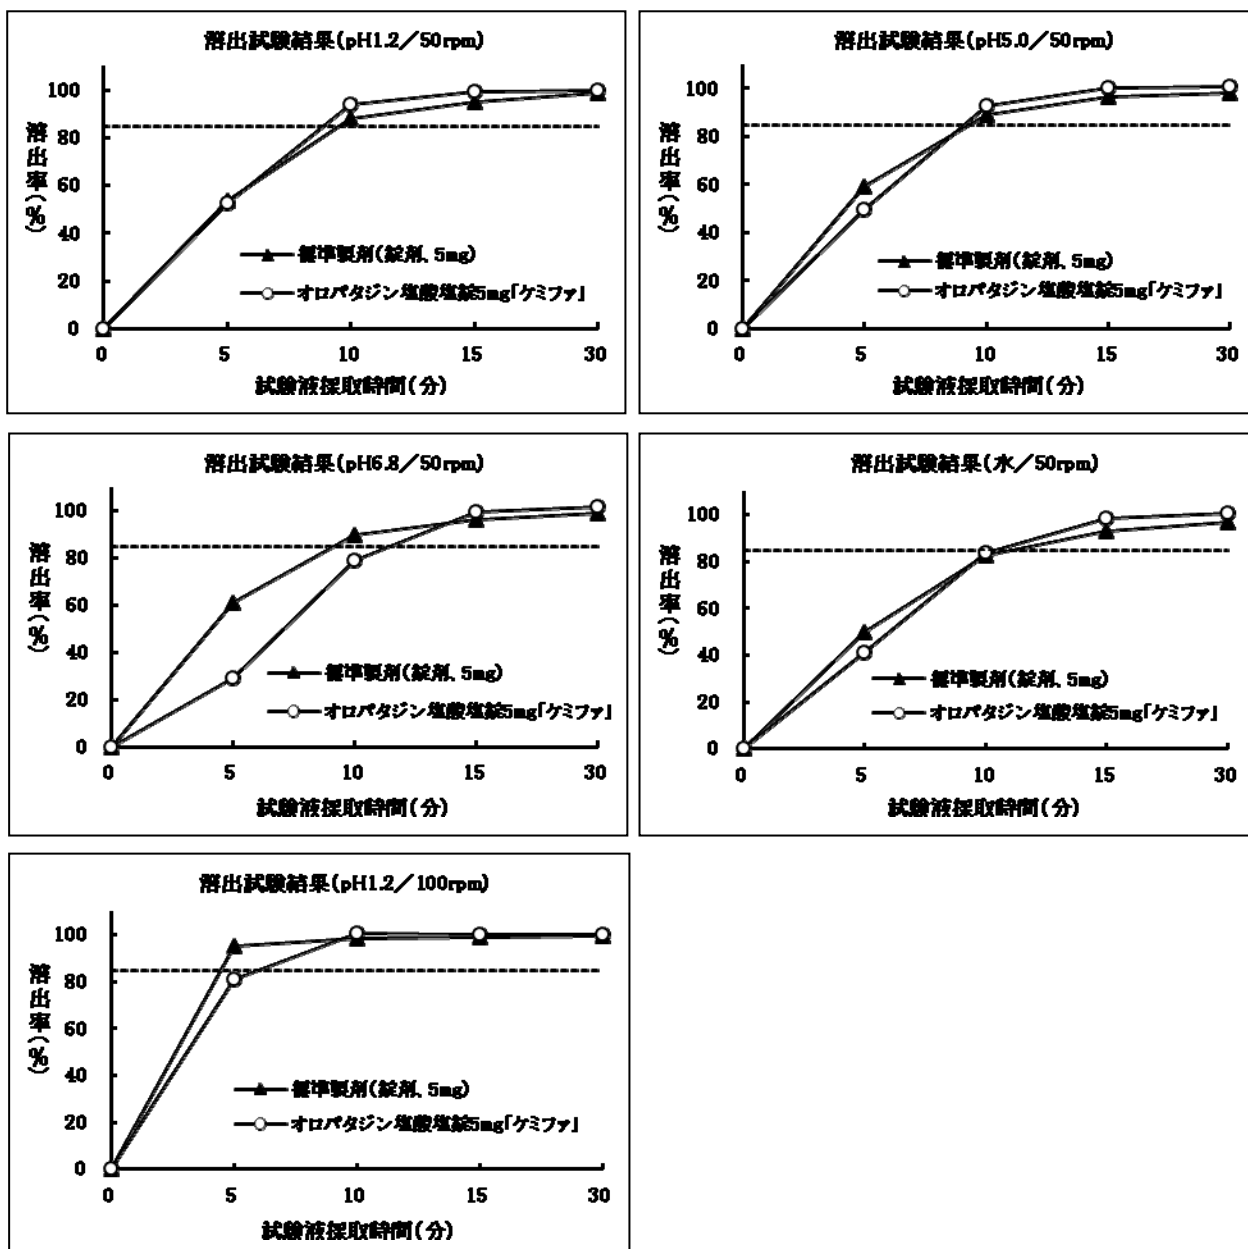 溶出試験結果(pH1.2／50rpm)
100
80
60
40
20
0
溶出率(%)
標準製剤(錠剤、5mg)
オロパタジン塩酸塩錠5mg｢ケミファ｣
0 5 10 15 30
試験液採取時間(分)
溶出試験結果(pH5.0／50rpm)
100
80
60
40
20
0
溶出率(%)
標準製剤(錠剤、5mg)
オロパタジン塩酸塩錠5mg｢ケミファ｣
0 5 10 15 30
試験液採取時間(分)
溶出試験結果(pH6.8／50rpm)
100
80
60
40
20
0
溶出率(%)
標準製剤(錠剤、5mg)
オロパタジン塩酸塩錠5mg｢ケミファ｣
0 5 10 15 30
試験液採取時間(分)
溶出試験結果(水／50rpm)
100
80
60
40
20
0
溶出率(%)
標準製剤(錠剤、5mg)
オロパタジン塩酸塩錠5mg｢ケミファ｣
0 5 10 15 30
試験液採取時間(分)
溶出試験結果(pH1.2／100rpm)
100
80
60
40
20
0
溶出率(%)
標準製剤(錠剤、5mg)
オロパタジン塩酸塩錠5mg｢ケミファ｣
0 5 10 15 30
試験液採取時間(分)